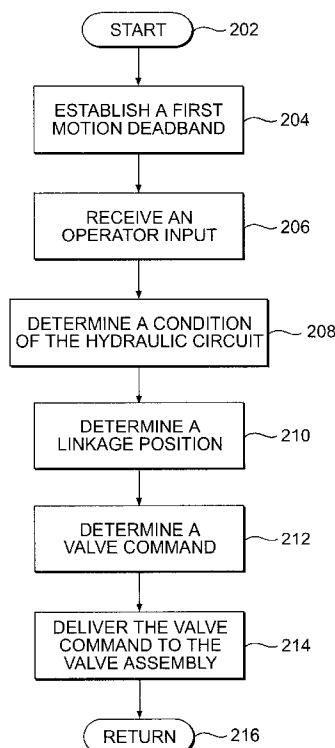 START
202
ESTABLISH A FIRST
MOTION DEADBAND
204
RECEIVE AN
OPERATOR INPUT
206
DETERMINE A CONDITION
OF THE HYDRAULIC CIRCUIT
208
DETERMINE A
LINKAGE POSITION
210
DETERMINE A
VALVE COMMAND
212
DELIVER THE VALVE
COMMAND TO THE
VALVE ASSEMBLY
214
RETURN
216